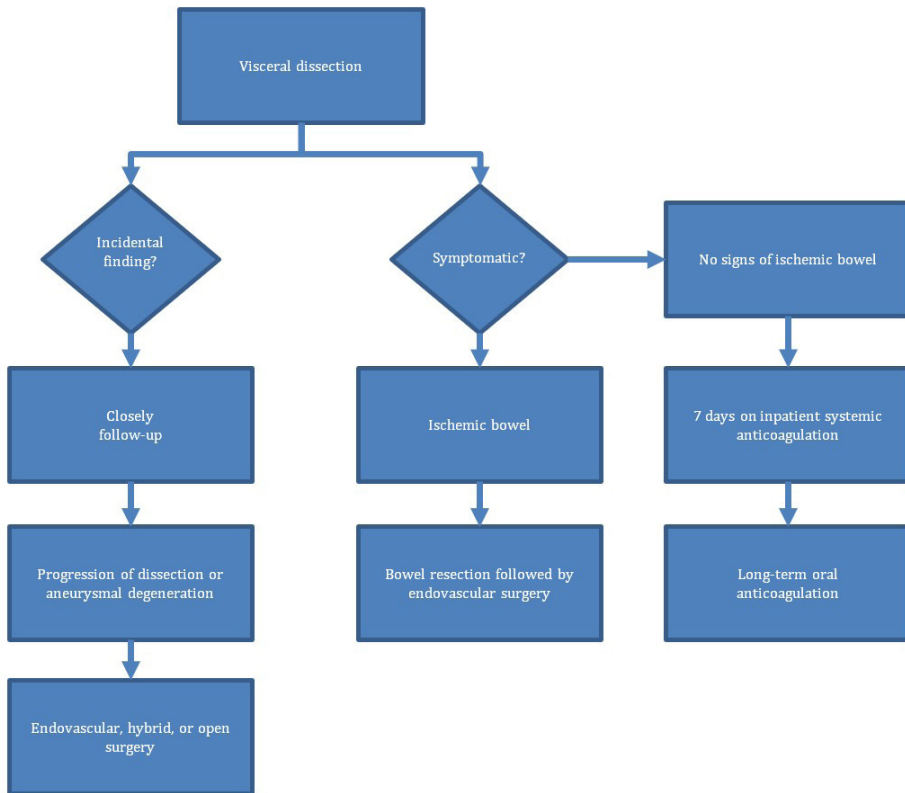 Visceral dissection
Incidental
finding?
Symptomatic?
No signs of ischemic bowel
Closely
follow-up
Ischemic bowel
7 days on inpatient systemic
anticoagulation
Progression of dissection or
aneurysmal degeneration
Bowel resection followed by
endovascular surgery
Long-term oral
anticoagulation
Endovascular, hybrid, or open
surgery